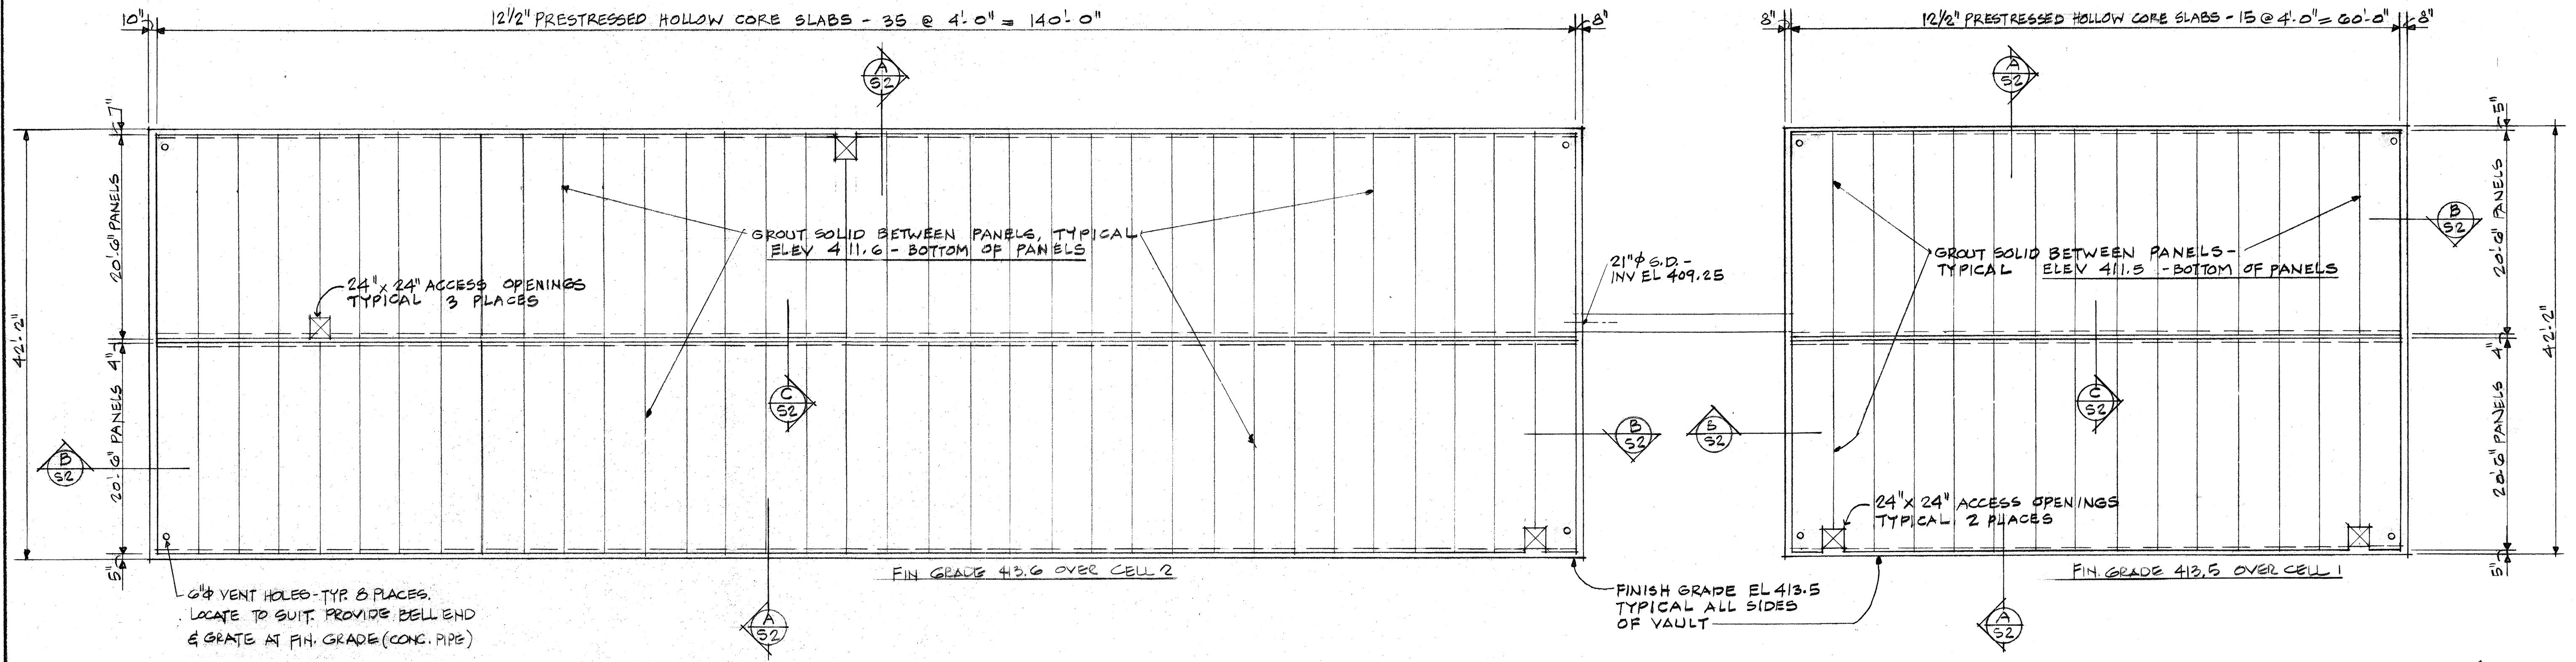 10"
12 1/2" PRESTRESSED HOLLOW CORE SLABS - 35 @ 4'-0" = 140'-0"
8"
8"
12 1/2" PRESTRESSED HOLLOW CORE SLABS - 15 @ 4'-0" = 60'-0"
8"
A
S2
A
S2
7"
5"
20'-6" PANELS
20'-6" PANELS
B
S2
GROUT SOLID BETWEEN PANELS, TYPICAL
ELEV 411.6 - BOTTOM OF PANELS
GROUT SOLID BETWEEN PANELS -
TYPICAL ELEV 411.5 - BOTTOM OF PANELS
21"φ S.D. -
INV EL 409.25
24" x 24" ACCESS OPENINGS
TYPICAL 3 PLACES
42'-2"
42'-2"
4"
4"
C
S2
C
S2
20'-6" PANELS
20'-6" PANELS
B
S2
B
S2
B
S2
24" X 24" ACCESS OPENINGS
TYPICAL 2 PLACES
5"
5"
FIN GRADE 413.6 OVER CELL 2
FIN. GRADE 413.5 OVER CELL 1
6"φ VENT HOLES - TYP. 8 PLACES.
LOCATE TO SUIT. PROVIDE BELL END
& GRATE AT FIN. GRADE (CONC. PIPE)
FINISH GRADE EL 413.5
TYPICAL ALL SIDES
OF VAULT
A
S2
A
S2